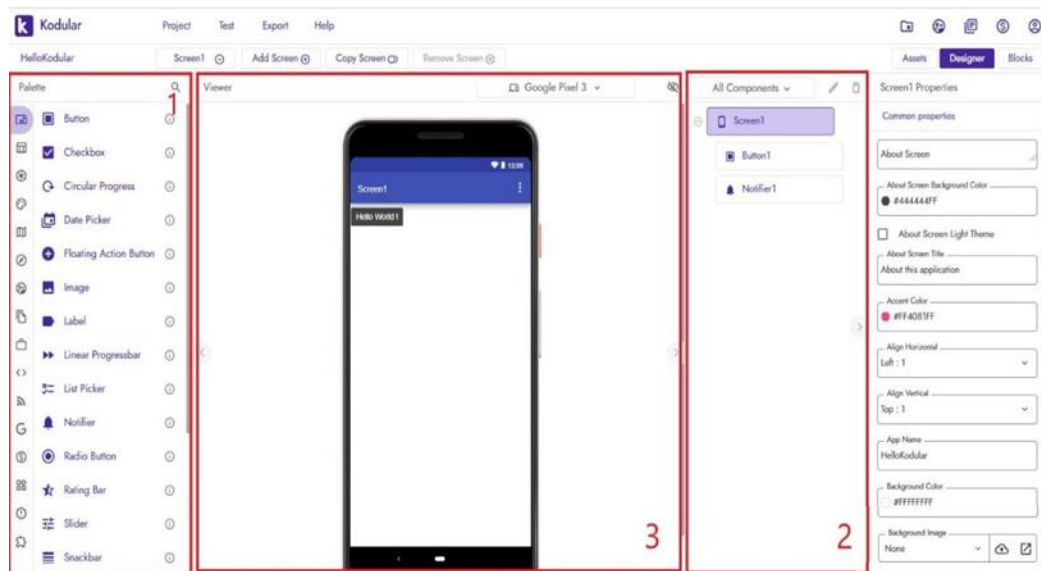 Kodular Project Test Export Help
HelloKodular Screen1 Add Screen Copy Screen Remove Screen Assets Designer Blocks
Palette
1
Button
Checkbox
Circular Progress
Date Picker
Floating Action Button
Image
Label
Linear Progressbar
List Picker
Notifier
Radio Button
Rating Bar
Slider
Snackbar
Viewer Google Pixel 3
12:00
Screen1
Hello World !
3
All Components
Screen1
Button1
Notifier1
2
Screen1 Properties
Common properties
About Screen
About Screen Background Color
#444444FF
About Screen Light Theme
About Screen Title
About this application
Accent Color
#FF4081FF
Align Horizontal
Left : 1
Align Vertical
Top : 1
App Name
HelloKodular
Background Color
#FFFFFFFF
Background Image
None